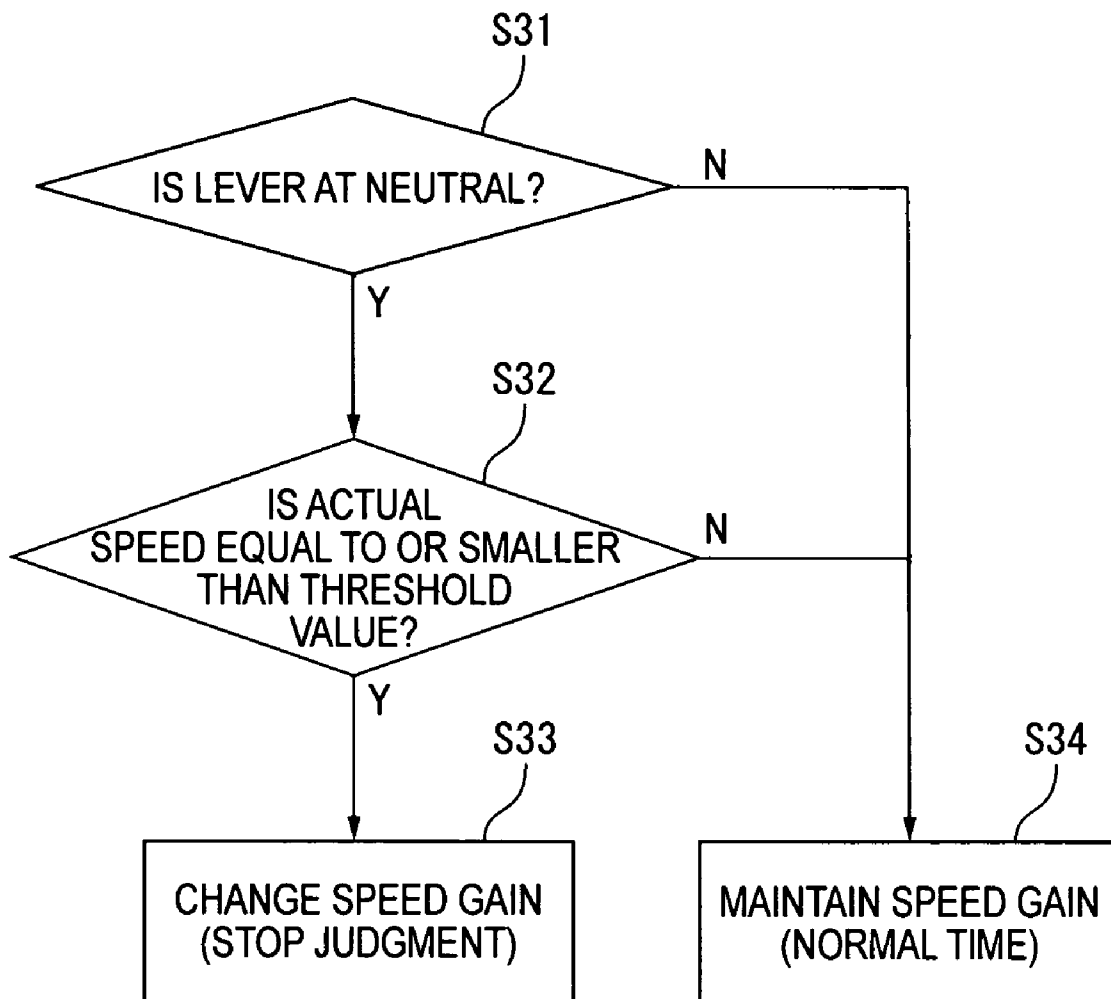 S31
IS LEVER AT NEUTRAL?
N
Y
S32
IS ACTUAL
SPEED EQUAL TO OR SMALLER
THAN THRESHOLD
VALUE?
N
Y
S33
CHANGE SPEED GAIN
(STOP JUDGMENT)
S34
MAINTAIN SPEED GAIN
(NORMAL TIME)